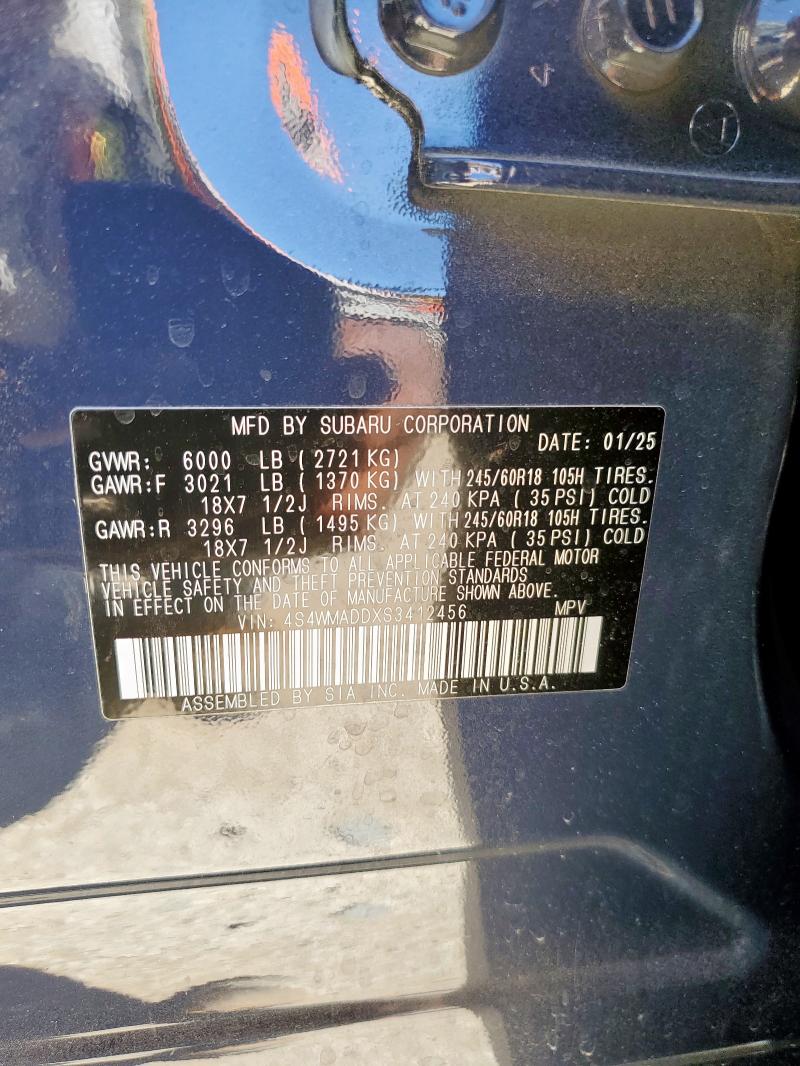 MFD BY SUBARU CORPORATION
DATE: 01/25
GVWR: 6000 LB ( 2721 KG)
GAWR:F 3021 LB ( 1370 KG) WITH 245/60R18 105H TIRES.
18X7 1/2J RIMS. AT 240 KPA ( 35 PSI) COLD
GAWR:R 3296 LB ( 1495 KG) WITH 245/60R18 105H TIRES.
18X7 1/2J RIMS. AT 240 KPA ( 35 PSI) COLD
THIS VEHICLE CONFORMS TO ALL APPLICABLE FEDERAL MOTOR
VEHICLE SAFETY AND THEFT PREVENTION STANDARDS
IN EFFECT ON THE DATE OF MANUFACTURE SHOWN ABOVE.
VIN: 4S4WMADDXS3412456 MPV
ASSEMBLED BY SIA INC. MADE IN U.S.A.